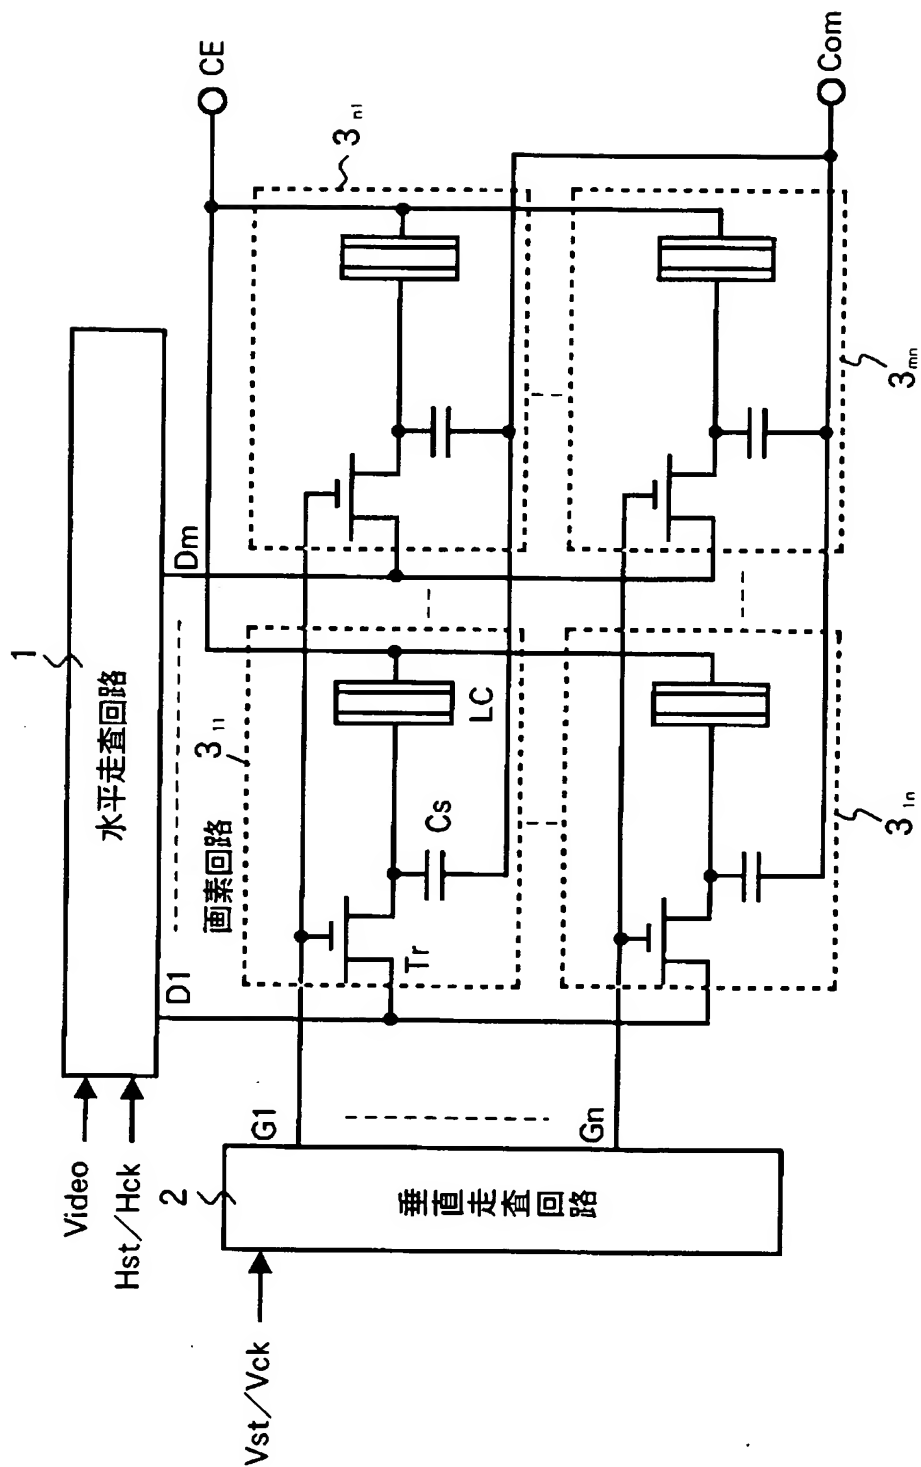 1
水平走査回路
Video
Hst/Hck
D1
Dm
CE
画素回路
2
垂直走査回路
Vst/Vck
G1
Gn
3₁₁
3ₙ₁
Tr
Cs
LC
3₁ₙ
3ₘₙ
Com